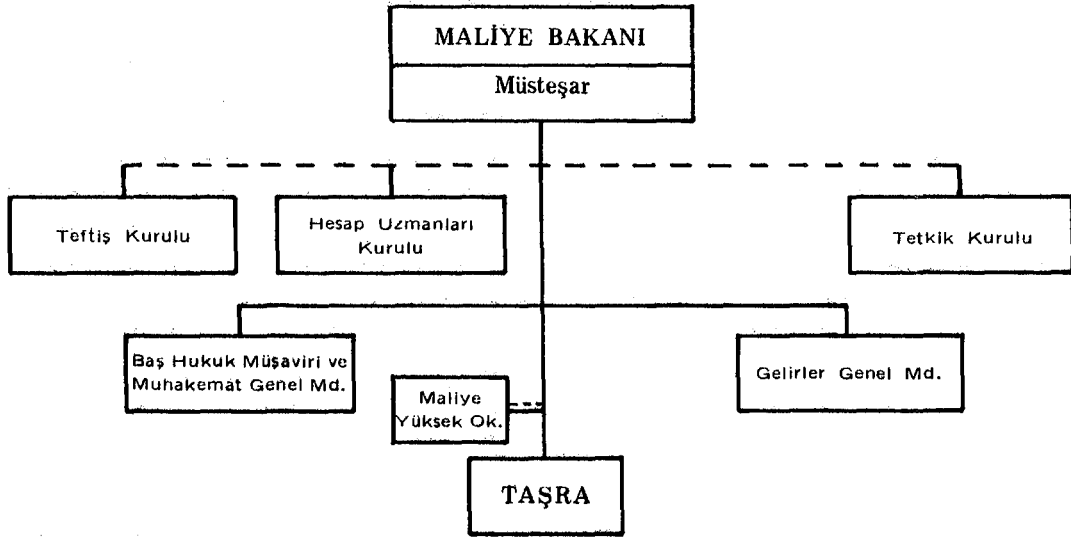 MALİYE BAKANI
Müsteşar
Teftiş Kurulu
Hesap Uzmanları
Kurulu
Tetkik Kurulu
Baş Hukuk Müşaviri ve
Muhakemat Genel Md.
Gelirler Genel Md.
Maliye
Yüksek Ok.
TAŞRA